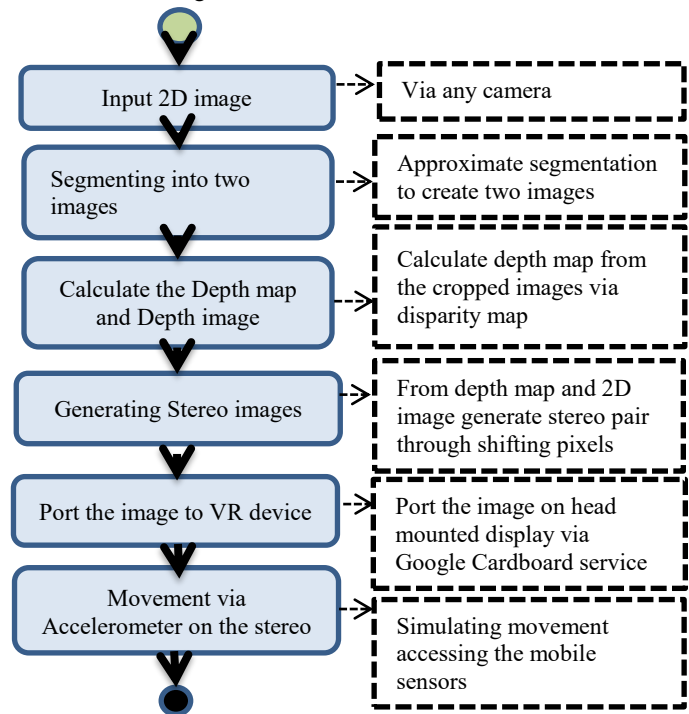 Input 2D image
Via any camera
Segmenting into two
images
Approximate segmentation
to create two images
Calculate the Depth map
and Depth image
Calculate depth map from
the cropped images via
disparity map
Generating Stereo images
From depth map and 2D
image generate stereo pair
through shifting pixels
Port the image to VR device
Port the image on head
mounted display via
Google Cardboard service
Movement via
Accelerometer on the stereo
Simulating movement
accessing the mobile
sensors